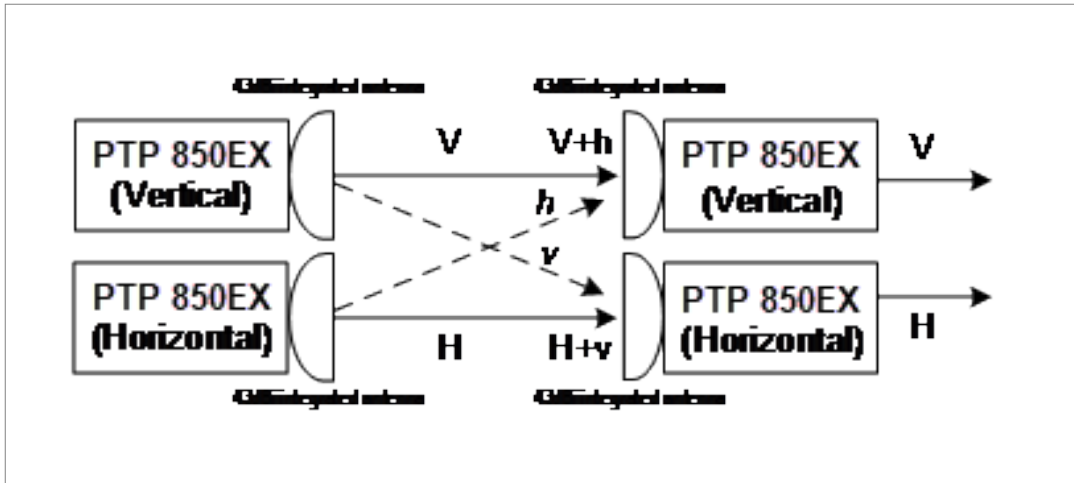 V
V+h
V
PTP 850EX
(Vertical)
PTP 850EX
(Vertical)
h
v
PTP 850EX
(Horizontal)
PTP 850EX
(Horizontal)
H
H+v
H